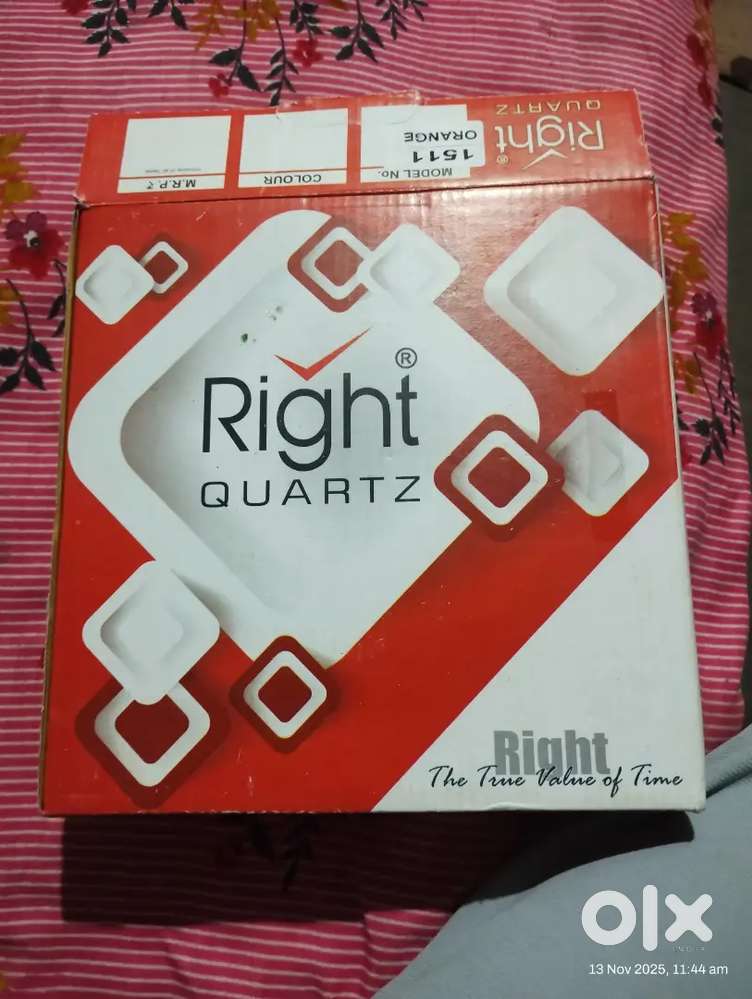 Right®
QUARTZ
MODEL No.
1511
ORANGE
COLOUR
M.R.P. ₹
Right®
QUARTZ
Right
The True Value of Time
olx
INDIA
13 Nov 2025, 11:44 am